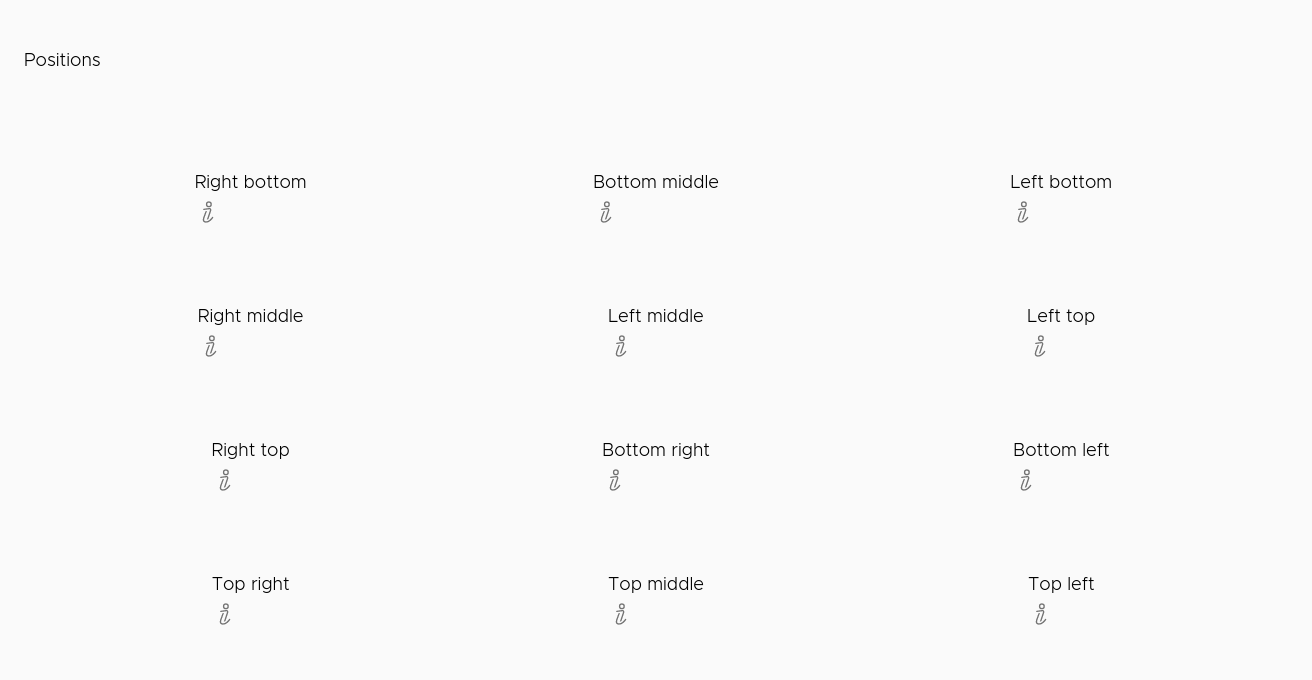 Positions
Right bottom
Bottom middle
Left bottom
Right middle
Left middle
Left top
Right top
Bottom right
Bottom left
Top right
Top middle
Top left